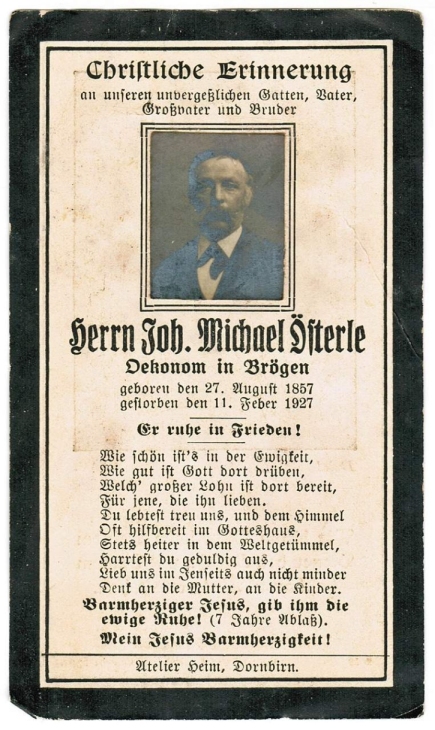 Christliche Erinnerung
an unseren unvergeßlichen Gatten, Vater,
Großvater und Bruder
Herrn Joh. Michael Österle
Oekonom in Brögen
geboren den 27. August 1857
gestorben den 11. Feber 1927
Er ruhe in Frieden!
Wie schön ist's in der Ewigkeit,
Wie gut ist Gott dort drüben,
Welch' großer Lohn ist dort bereit,
Für jene, die ihn lieben.
Du lebtest treu uns, und dem Himmel
Oft hilfsbereit im Gotteshaus,
Stets heiter in dem Weltgetümmel,
Harrtest du geduldig aus,
Lieb uns im Jenseits auch nicht minder
Denk an die Mutter, an die Kinder.
Barmherziger Jesus, gib ihm die
ewige Ruhe! (7 Jahre Ablaß).
Mein Jesus Barmherzigkeit!
Atelier Heim, Dornbirn.